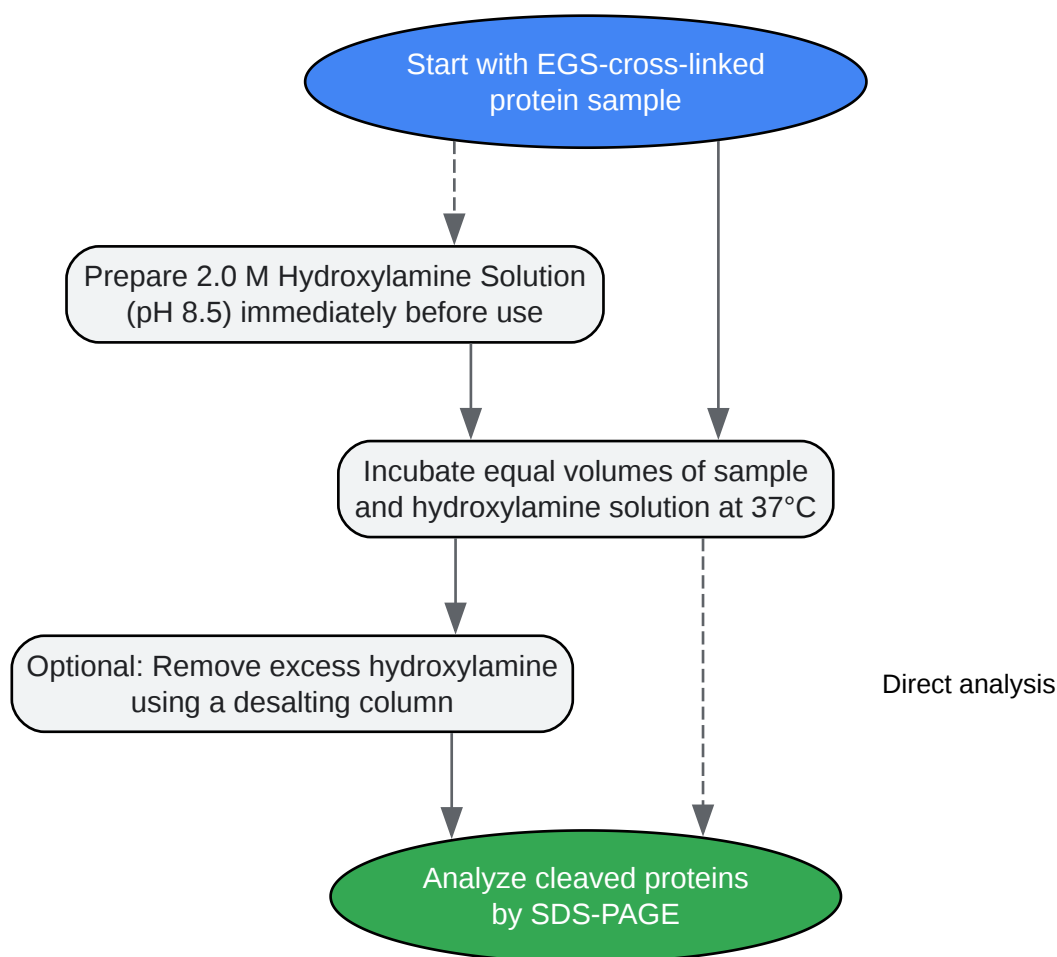 Start with EGS-cross-linked
protein sample
Prepare 2.0 M Hydroxylamine Solution
(pH 8.5) immediately before use
Incubate equal volumes of sample
and hydroxylamine solution at 37°C
Optional: Remove excess hydroxylamine
using a desalting column
Direct analysis
Analyze cleaved proteins
by SDS-PAGE